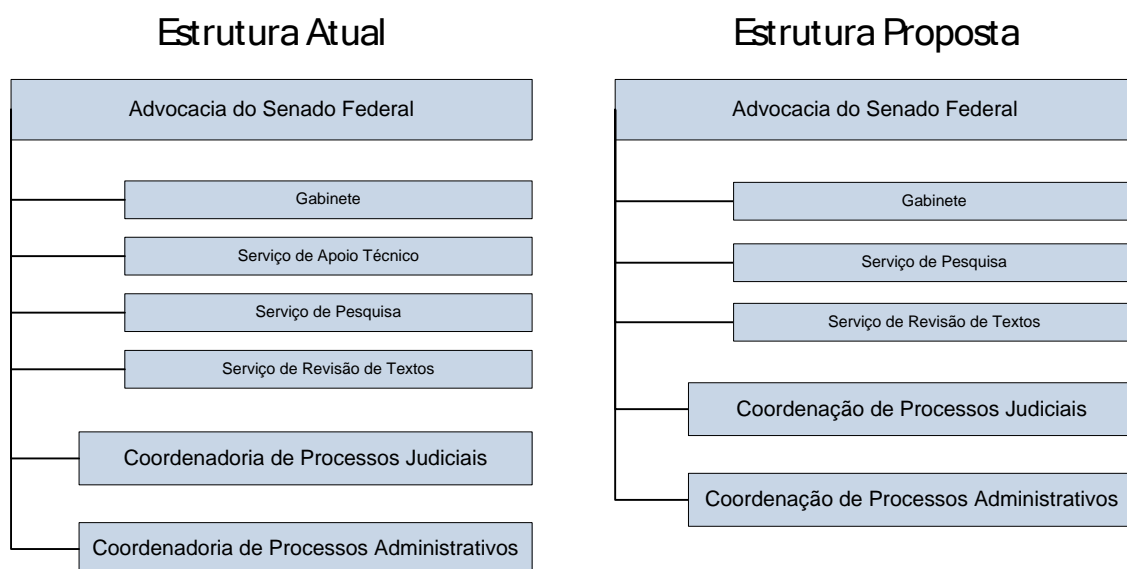 Estrutura Atual
Advocacia do Senado Federal
Gabinete
Serviço de Apoio Técnico
Serviço de Pesquisa
Serviço de Revisão de Textos
Coordenadoria de Processos Judiciais
Coordenadoria de Processos Administrativos
Estrutura Proposta
Advocacia do Senado Federal
Gabinete
Serviço de Pesquisa
Serviço de Revisão de Textos
Coordenação de Processos Judiciais
Coordenação de Processos Administrativos